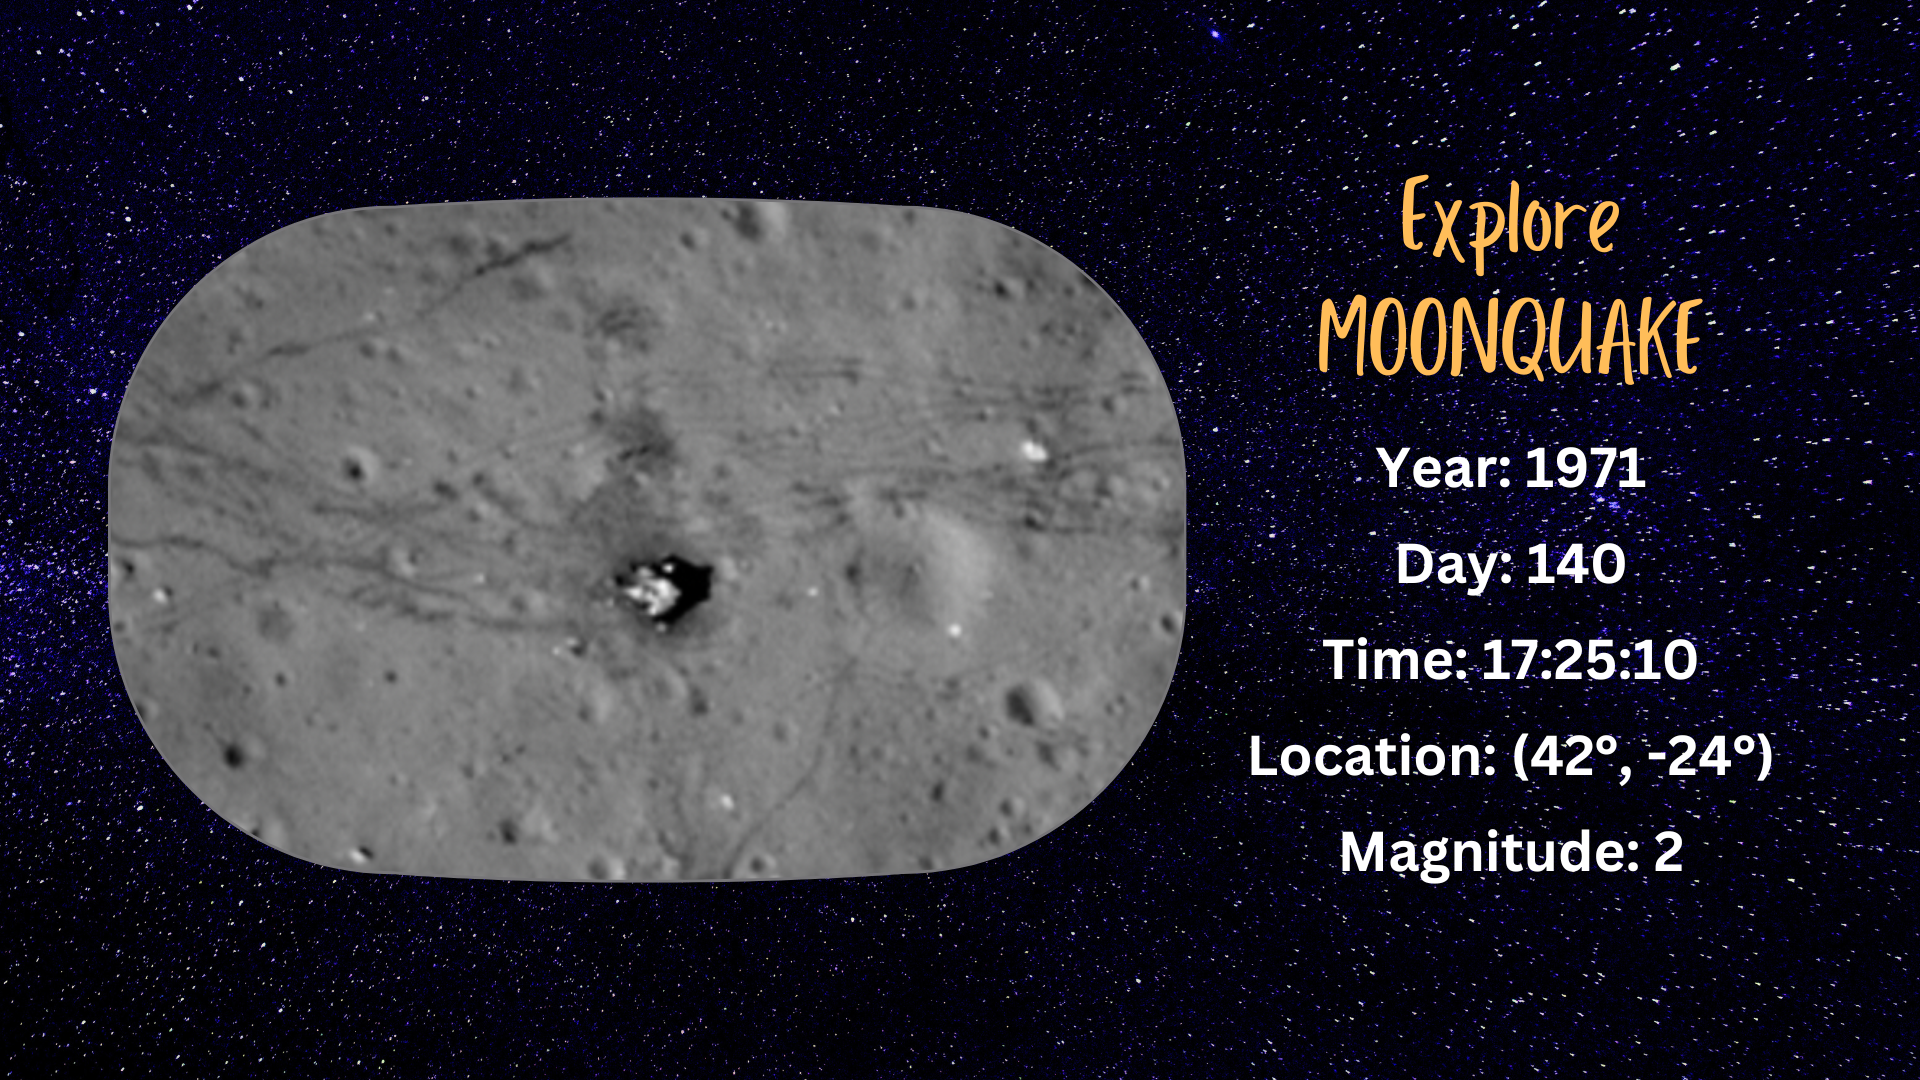 Explore
MOONQUAKE
Year: 1971
Day: 140
Time: 17:25:10
Location: (42°, -24°)
Magnitude: 2